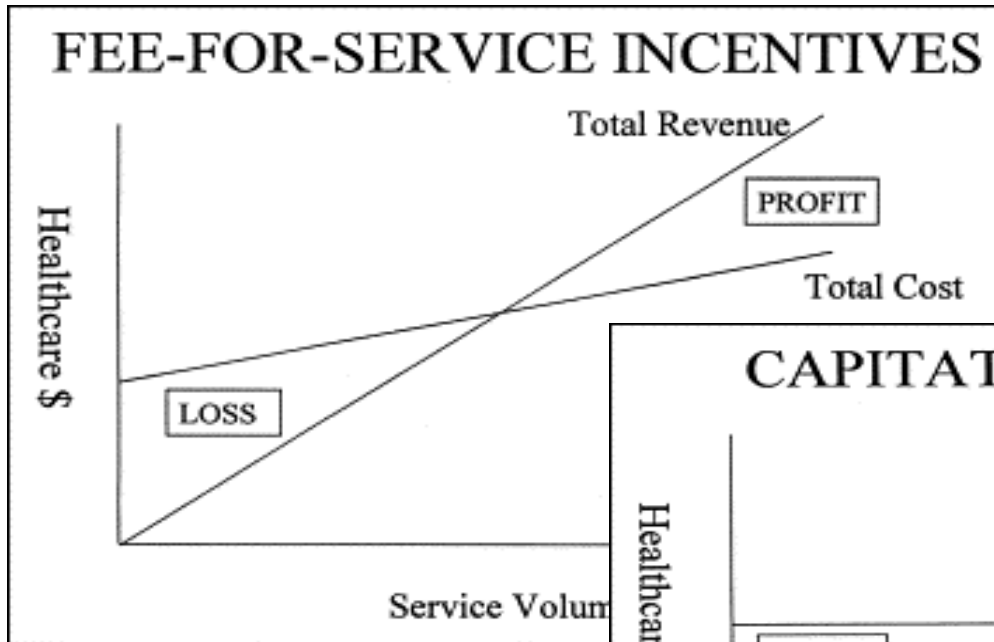 FEE-FOR-SERVICE INCENTIVES
Total Revenue
PROFIT
Healthcare $
Total Cost
LOSS
Service Volum
CAPITAT
Healthcar